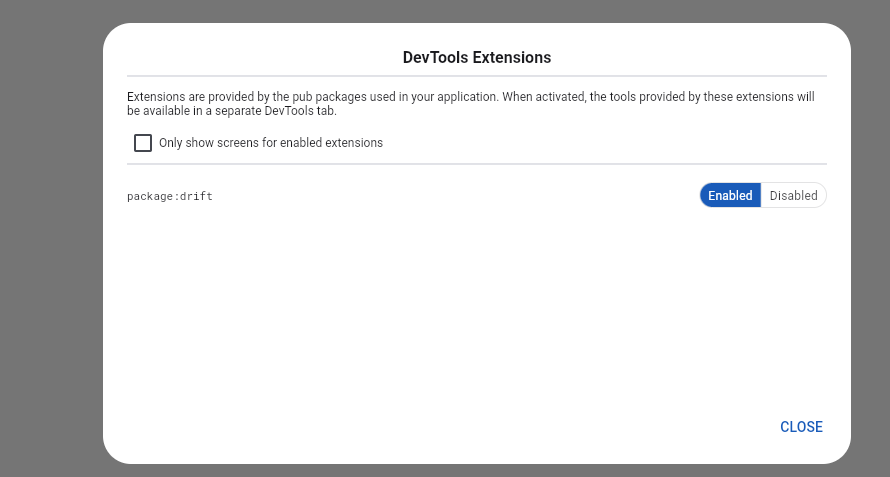 DevTools Extensions
Extensions are provided by the pub packages used in your application. When activated, the tools provided by these extensions will
be available in a separate DevTools tab.
Only show screens for enabled extensions
package:drift
Enabled
Disabled
CLOSE